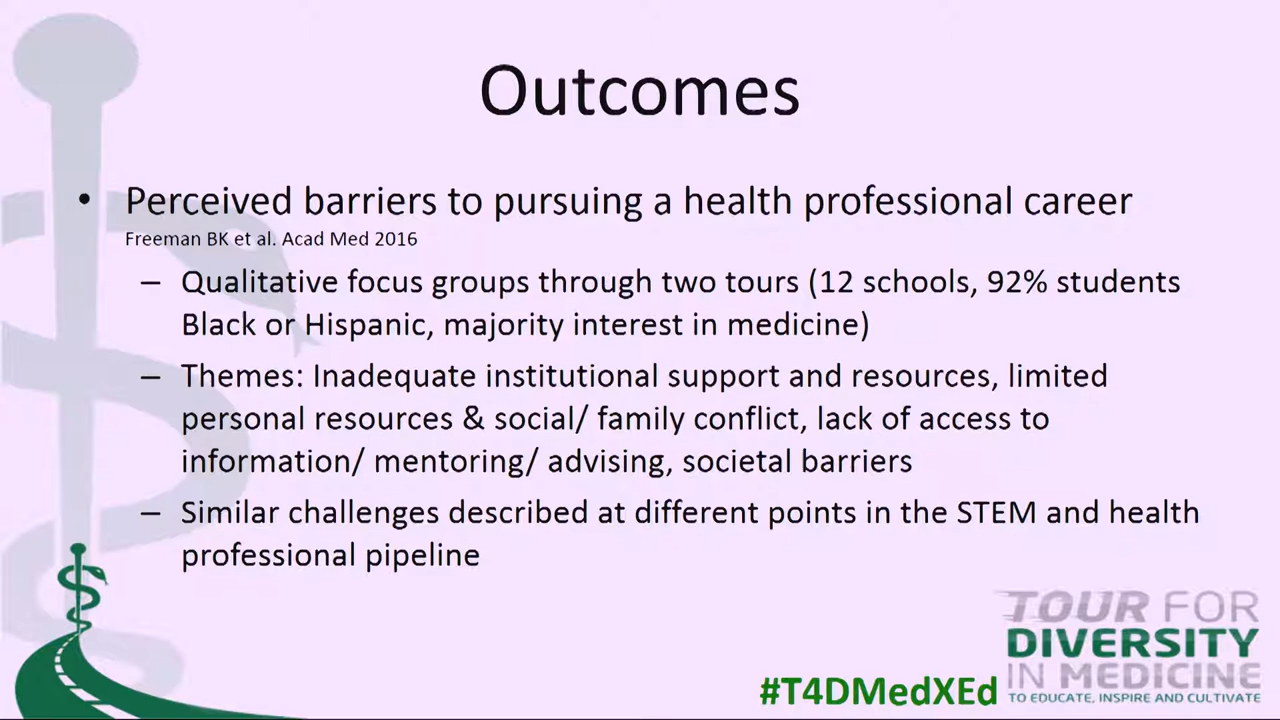 Outcomes
• Perceived barriers to pursuing a health professional career
Freeman BK et al. Acad Med 2016
– Qualitative focus groups through two tours (12 schools, 92% students
Black or Hispanic, majority interest in medicine)
– Themes: Inadequate institutional support and resources, limited
personal resources & social/ family conflict, lack of access to
information/ mentoring/ advising, societal barriers
– Similar challenges described at different points in the STEM and health
professional pipeline
TOUR FOR
DIVERSITY
IN MEDICINE
TO EDUCATE, INSPIRE AND CULTIVATE
#T4DMedXEd